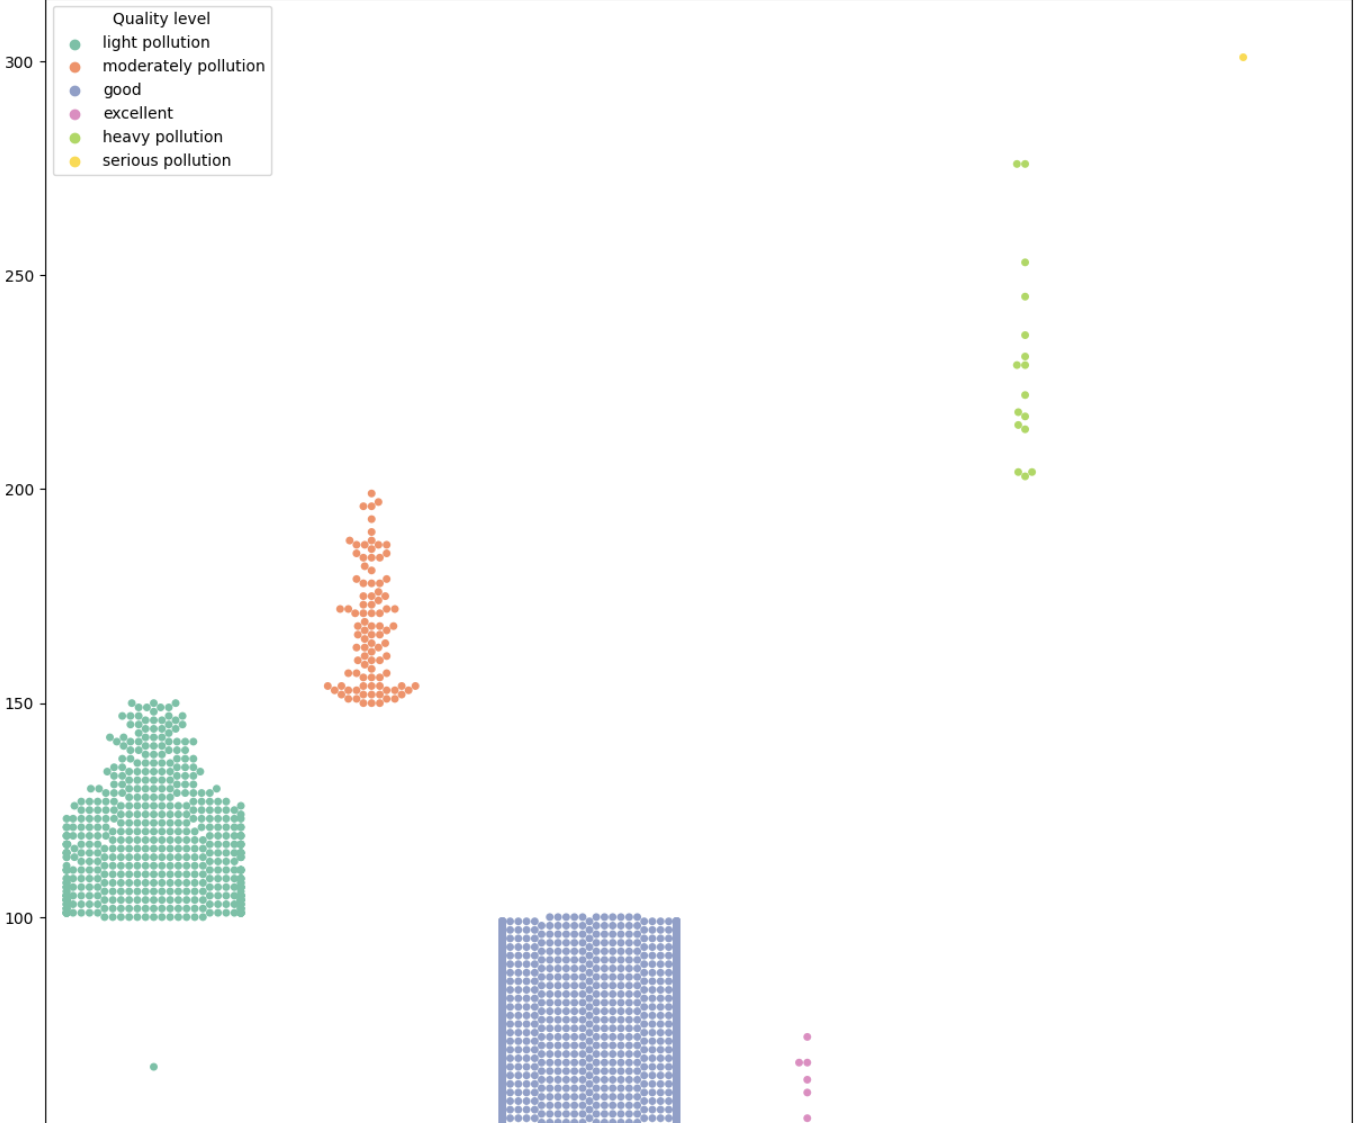 Quality level
light pollution
moderately pollution
good
excellent
heavy pollution
serious pollution
300
250
200
150
100